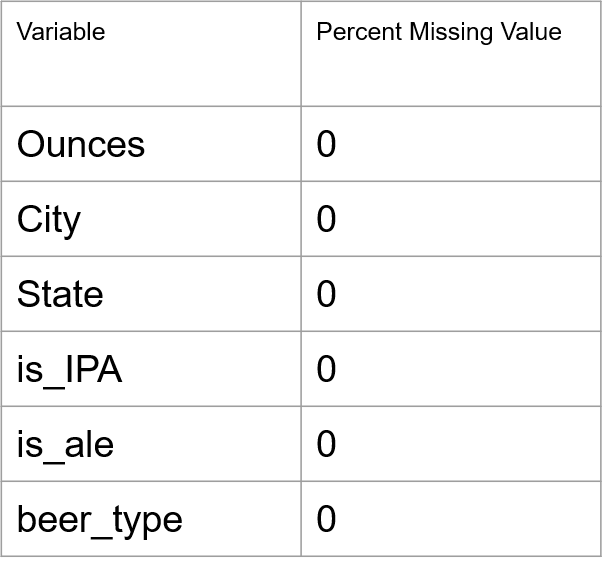 Variable Percent Missing Value
Ounces 0
City 0
State 0
is_IPA 0
is_ale 0
beer_type 0